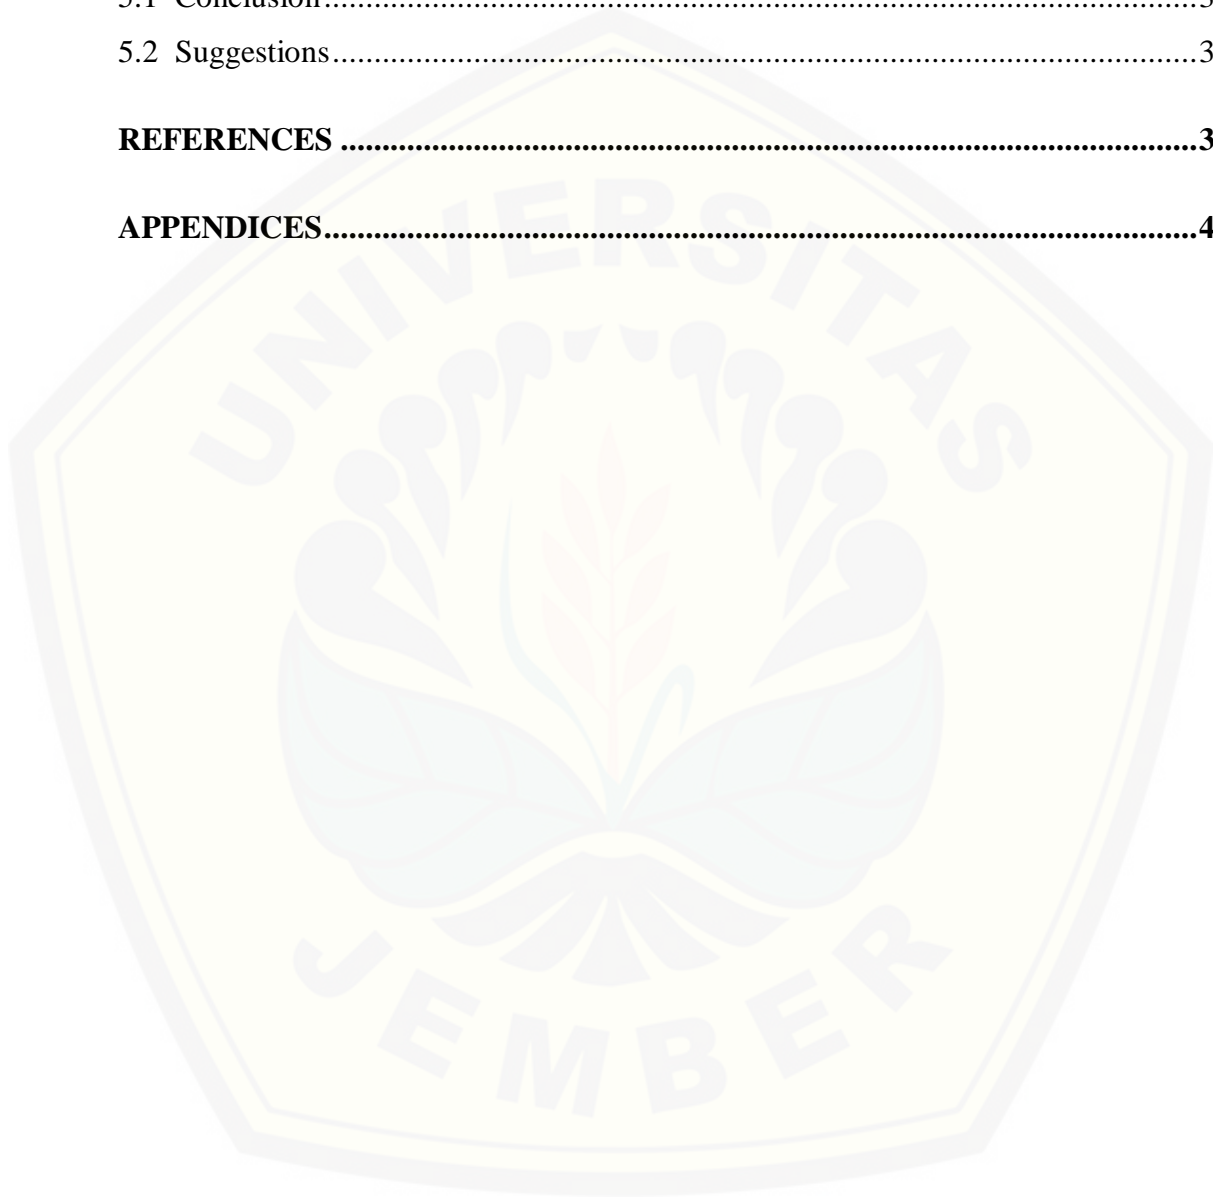 5.1 Conclusion........................................................................................................3
5.2 Suggestions.......................................................................................................3
REFERENCES .......................................................................................................3
APPENDICES.........................................................................................................4
UNIVERSITAS
JEMBER